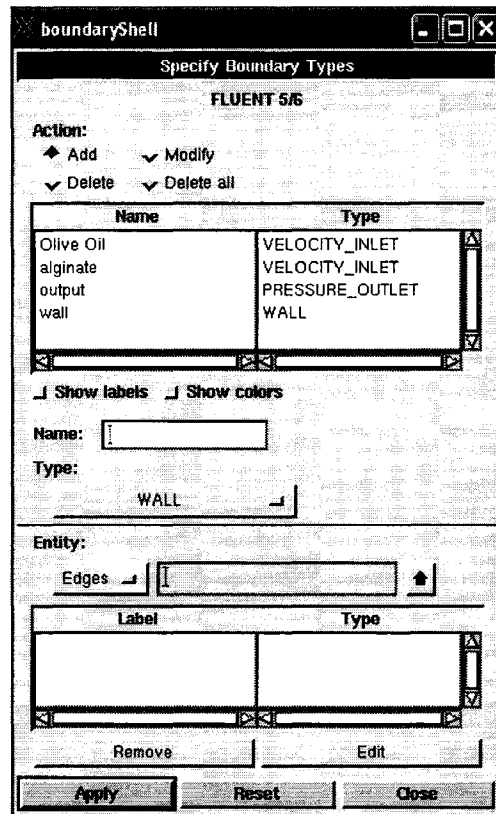 boundaryShell
Specify Boundary Types
FLUENT 5/6
Action:
Add Modify
Delete Delete all
Name Type
Olive Oil VELOCITY_INLET
alginate VELOCITY_INLET
output PRESSURE_OUTLET
wall WALL
Show labels Show colors
Name:
Type:
WALL
Entity:
Edges
Label Type
Remove Edit
Apply Reset Close